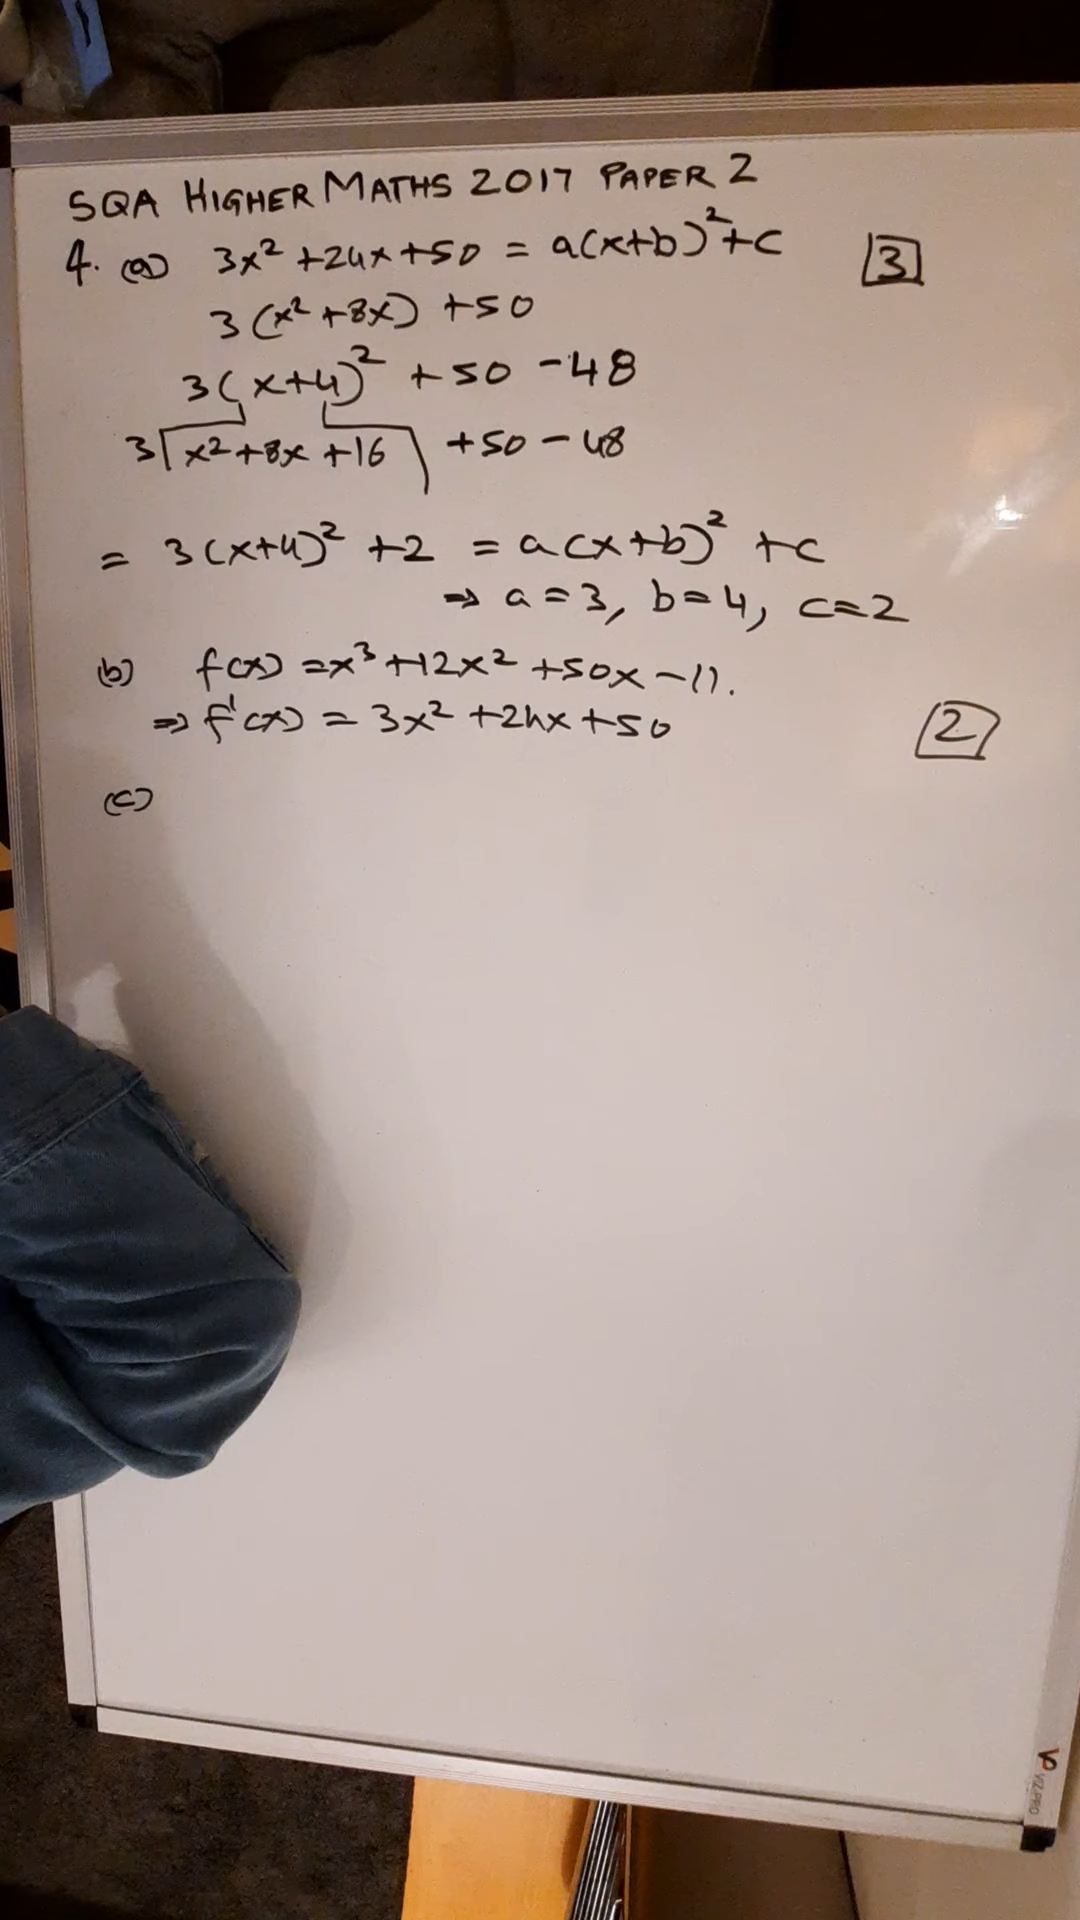 SQA HIGHER MATHS 2017 PAPER 2
4. (a) 3x² + 24x + 50 = a(x+b)² + c [3]
3(x² + 8x) + 50
3(x+4)² + 50 - 48
3[x² + 8x + 16] + 50 - 48
= 3(x+4)² + 2 = a(x+b)² + c
⇒ a = 3, b = 4, c = 2
(b) f(x) = x³ + 12x² + 50x - 11.
⇒ f'(x) = 3x² + 24x + 50 [2]
(c)
VIZ-PRO